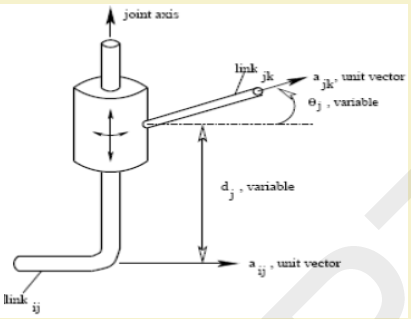 joint axis
link jk
a jk, unit vector
θj , variable
dj , variable
a ij , unit vector
link ij